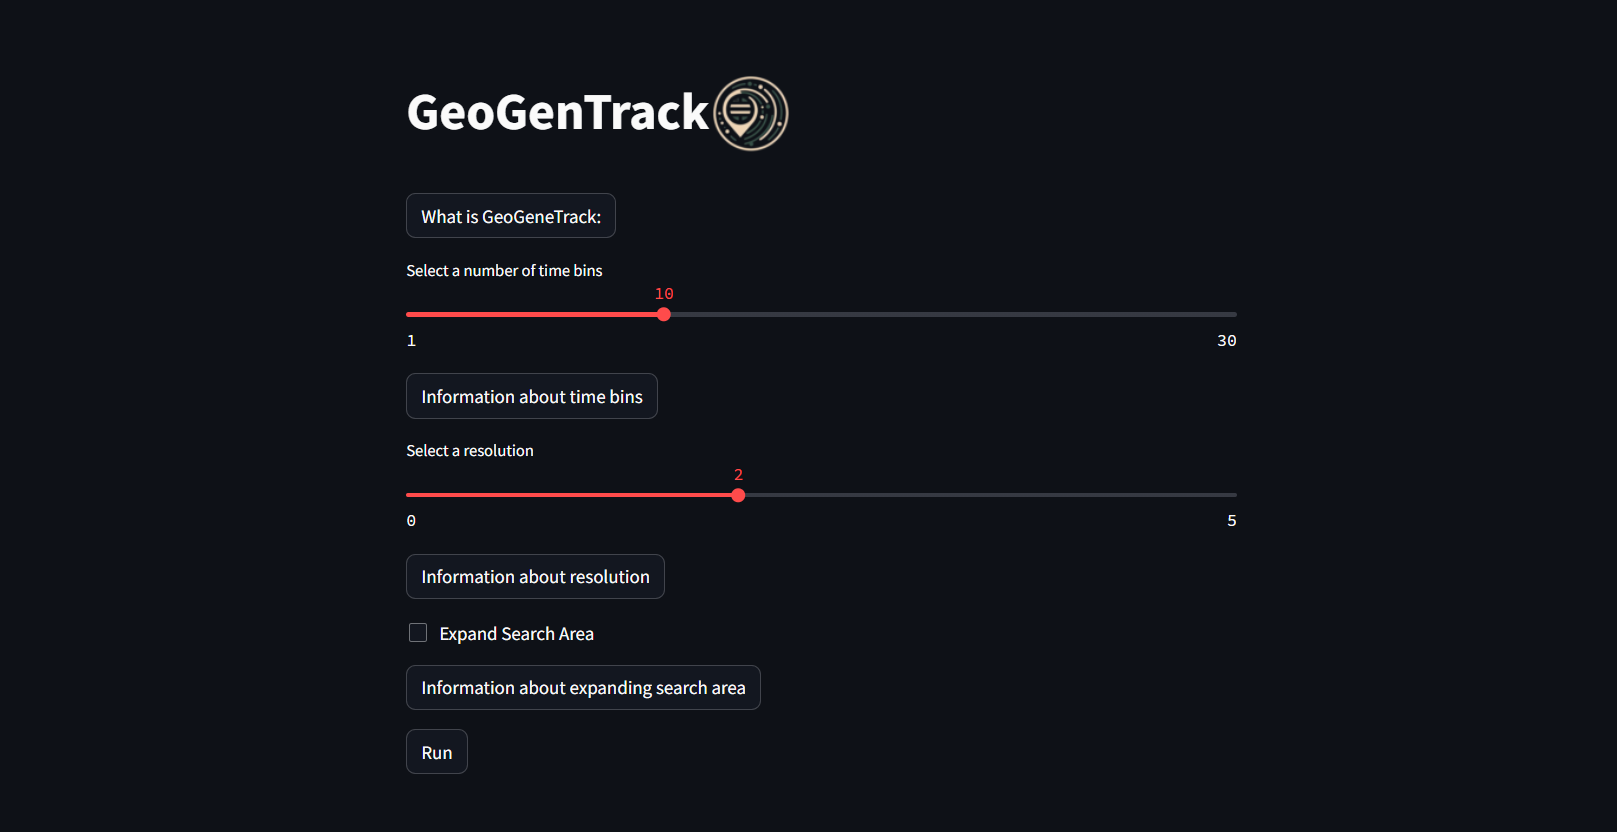 GeoGenTrack
What is GeoGeneTrack:
Select a number of time bins
10
1 30
Information about time bins
Select a resolution
2
0 5
Information about resolution
Expand Search Area
Information about expanding search area
Run